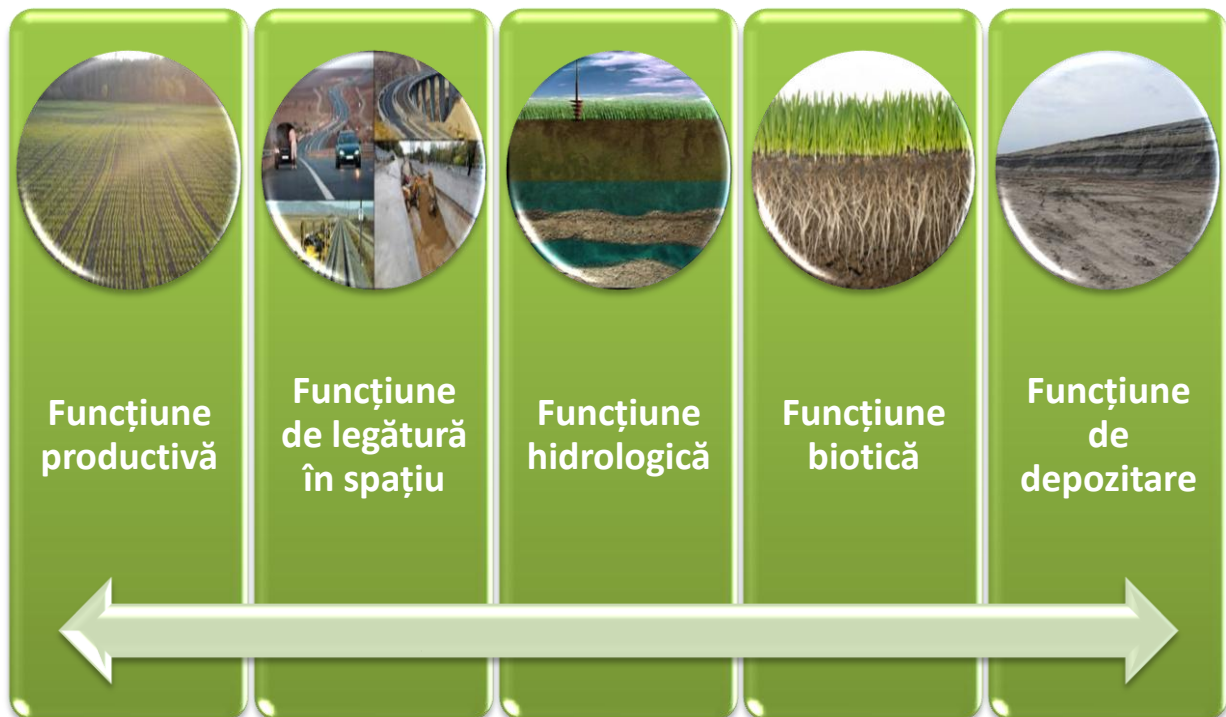 Funcțiune
productivă
Funcțiune
de legătură
în spațiu
Funcțiune
hidrologică
Funcțiune
biotică
Funcțiune
de
depozitare